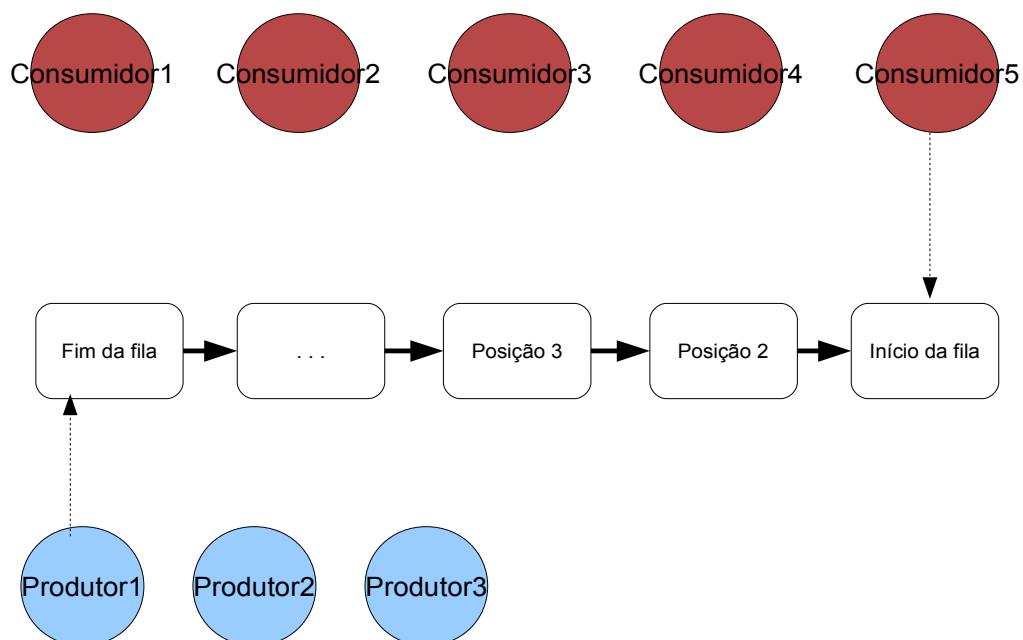 Consumidor1
Consumidor2
Consumidor3
Consumidor4
Consumidor5
Fim da fila
. . .
Posição 3
Posição 2
Início da fila
Produtor1
Produtor2
Produtor3